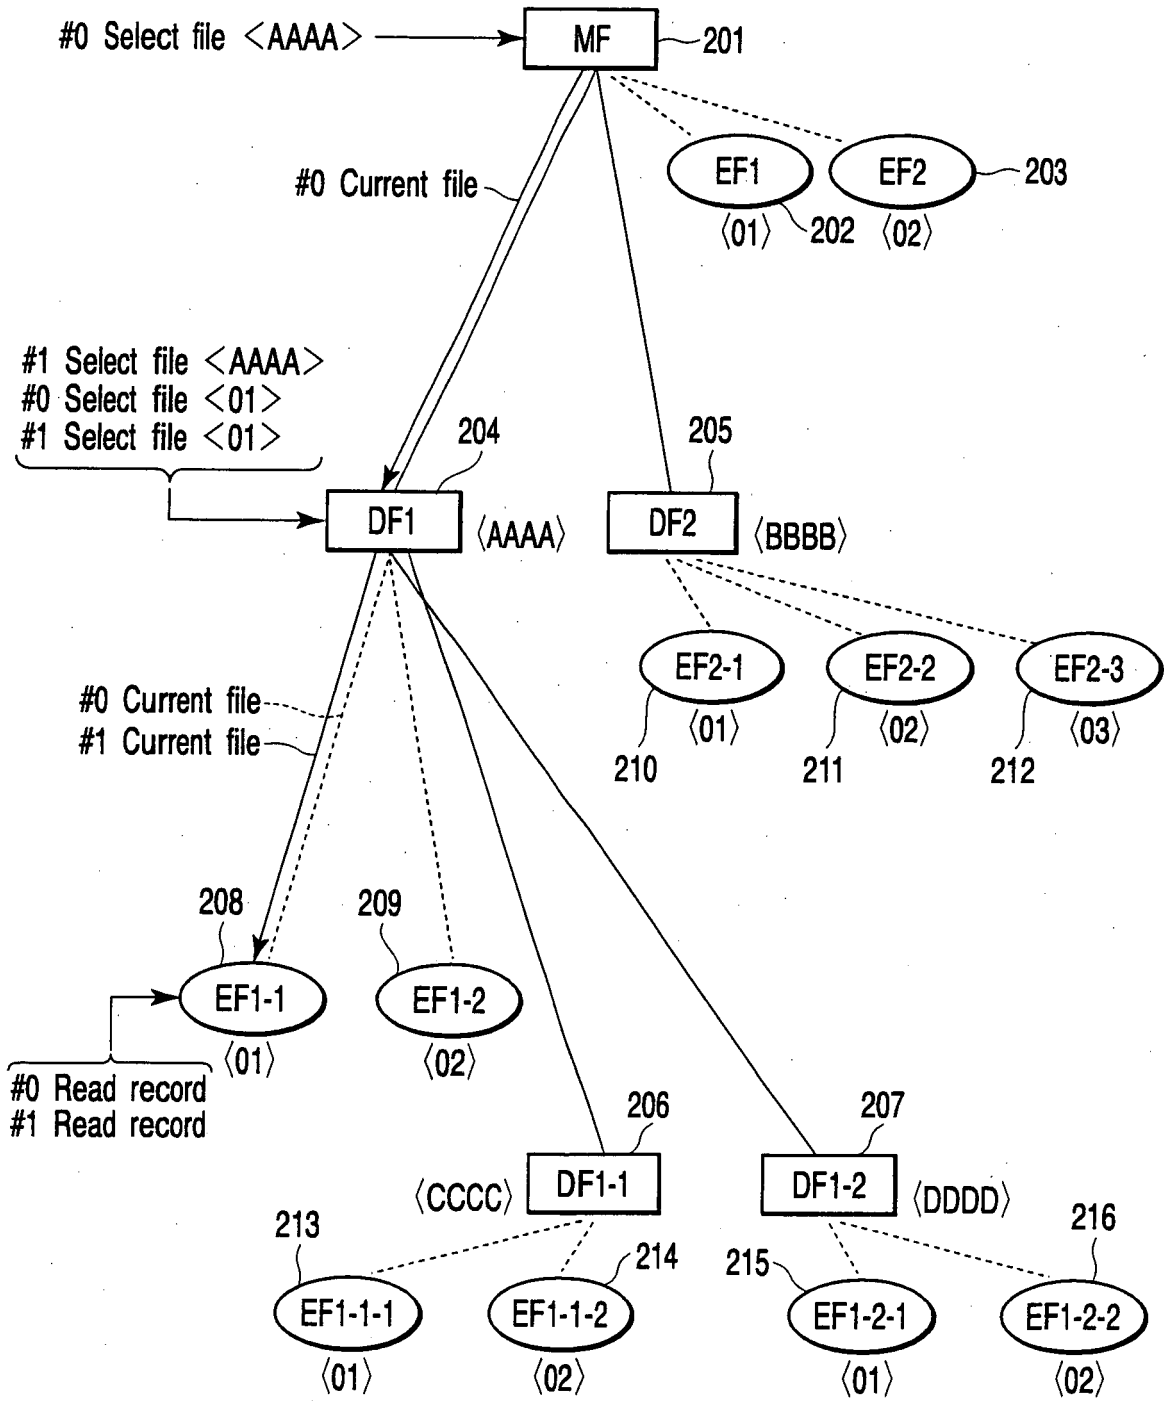 #0 Select file <AAAA>
MF
201
#0 Current file
EF1
EF2
203
202
〈01〉
〈02〉
#1 Select file <AAAA>
#0 Select file <01>
#1 Select file <01>
204
205
DF1
〈AAAA〉
DF2
〈BBBB〉
EF2-1
EF2-2
EF2-3
〈01〉
〈02〉
〈03〉
210
211
212
#0 Current file
#1 Current file
208
209
EF1-1
EF1-2
〈01〉
〈02〉
#0 Read record
#1 Read record
206
207
DF1-1
〈CCCC〉
DF1-2
〈DDDD〉
213
214
215
216
EF1-1-1
EF1-1-2
EF1-2-1
EF1-2-2
〈01〉
〈02〉
〈01〉
〈02〉